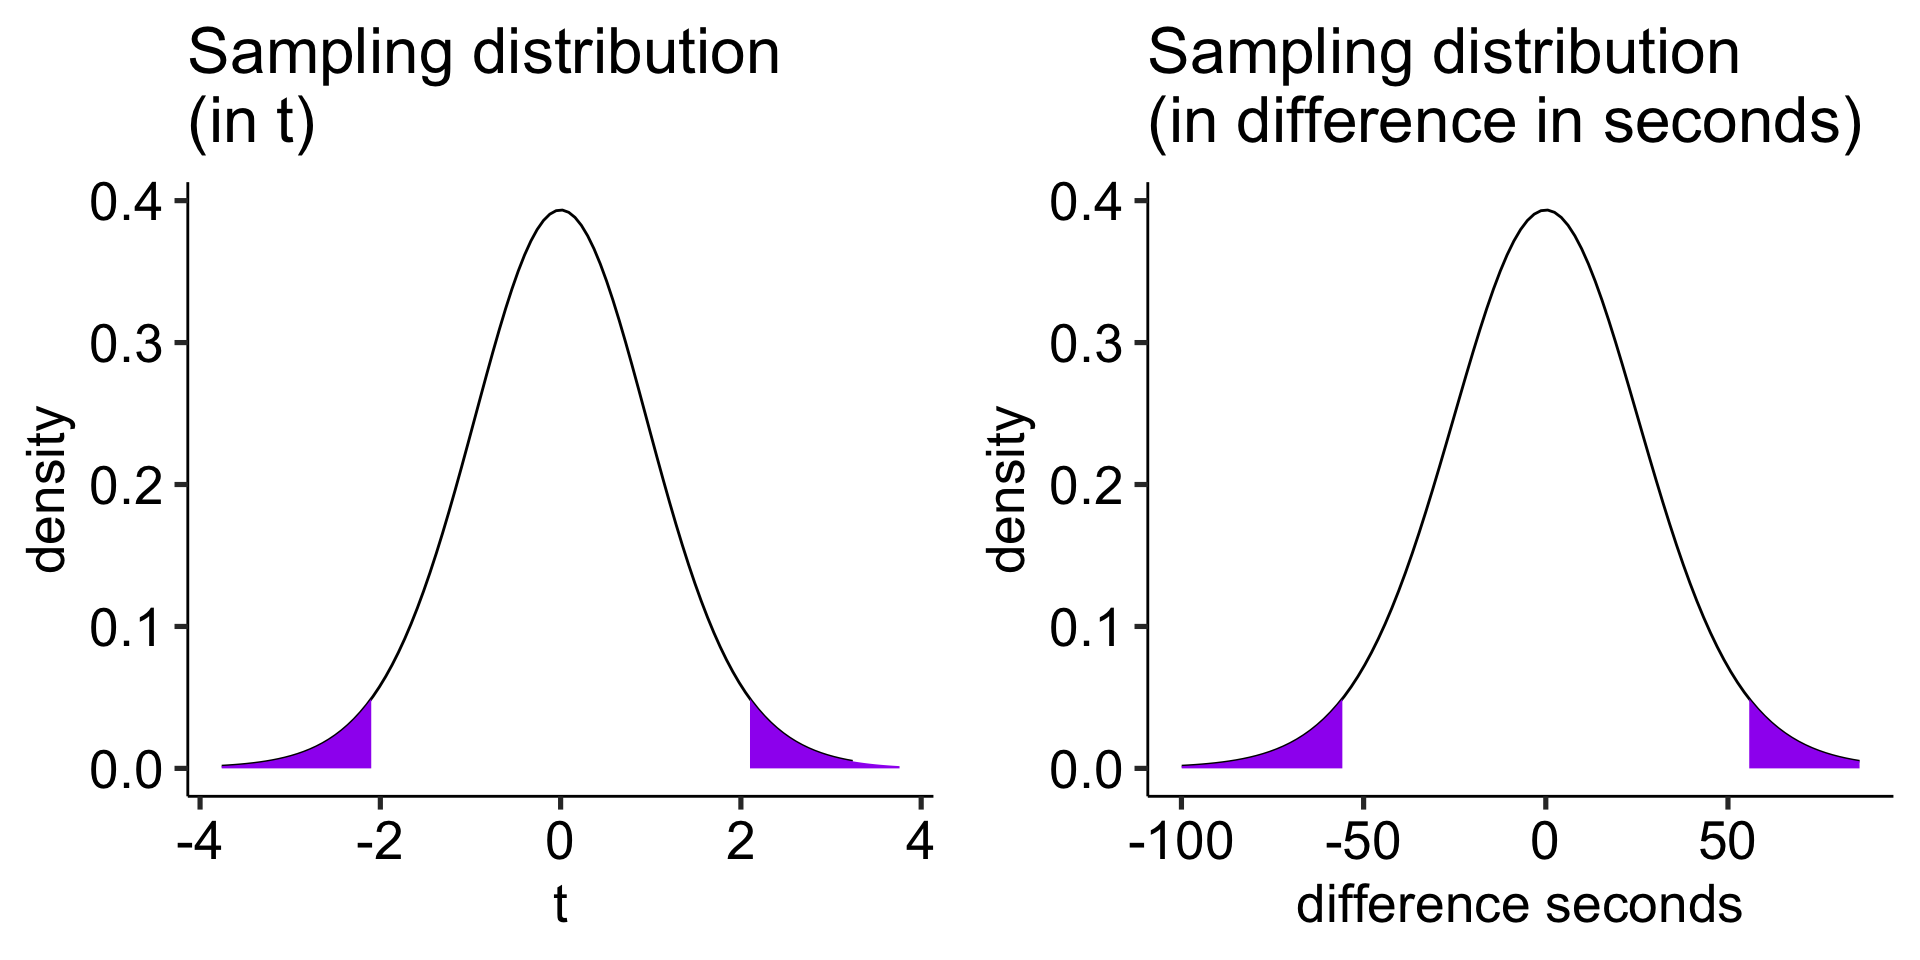 Sampling distribution
(in t)
0.4
0.3
0.2
0.1
0.0
density
-4 -2 0 2 4
t
Sampling distribution
(in difference in seconds)
0.4
0.3
0.2
0.1
0.0
density
-100 -50 0 50
difference seconds